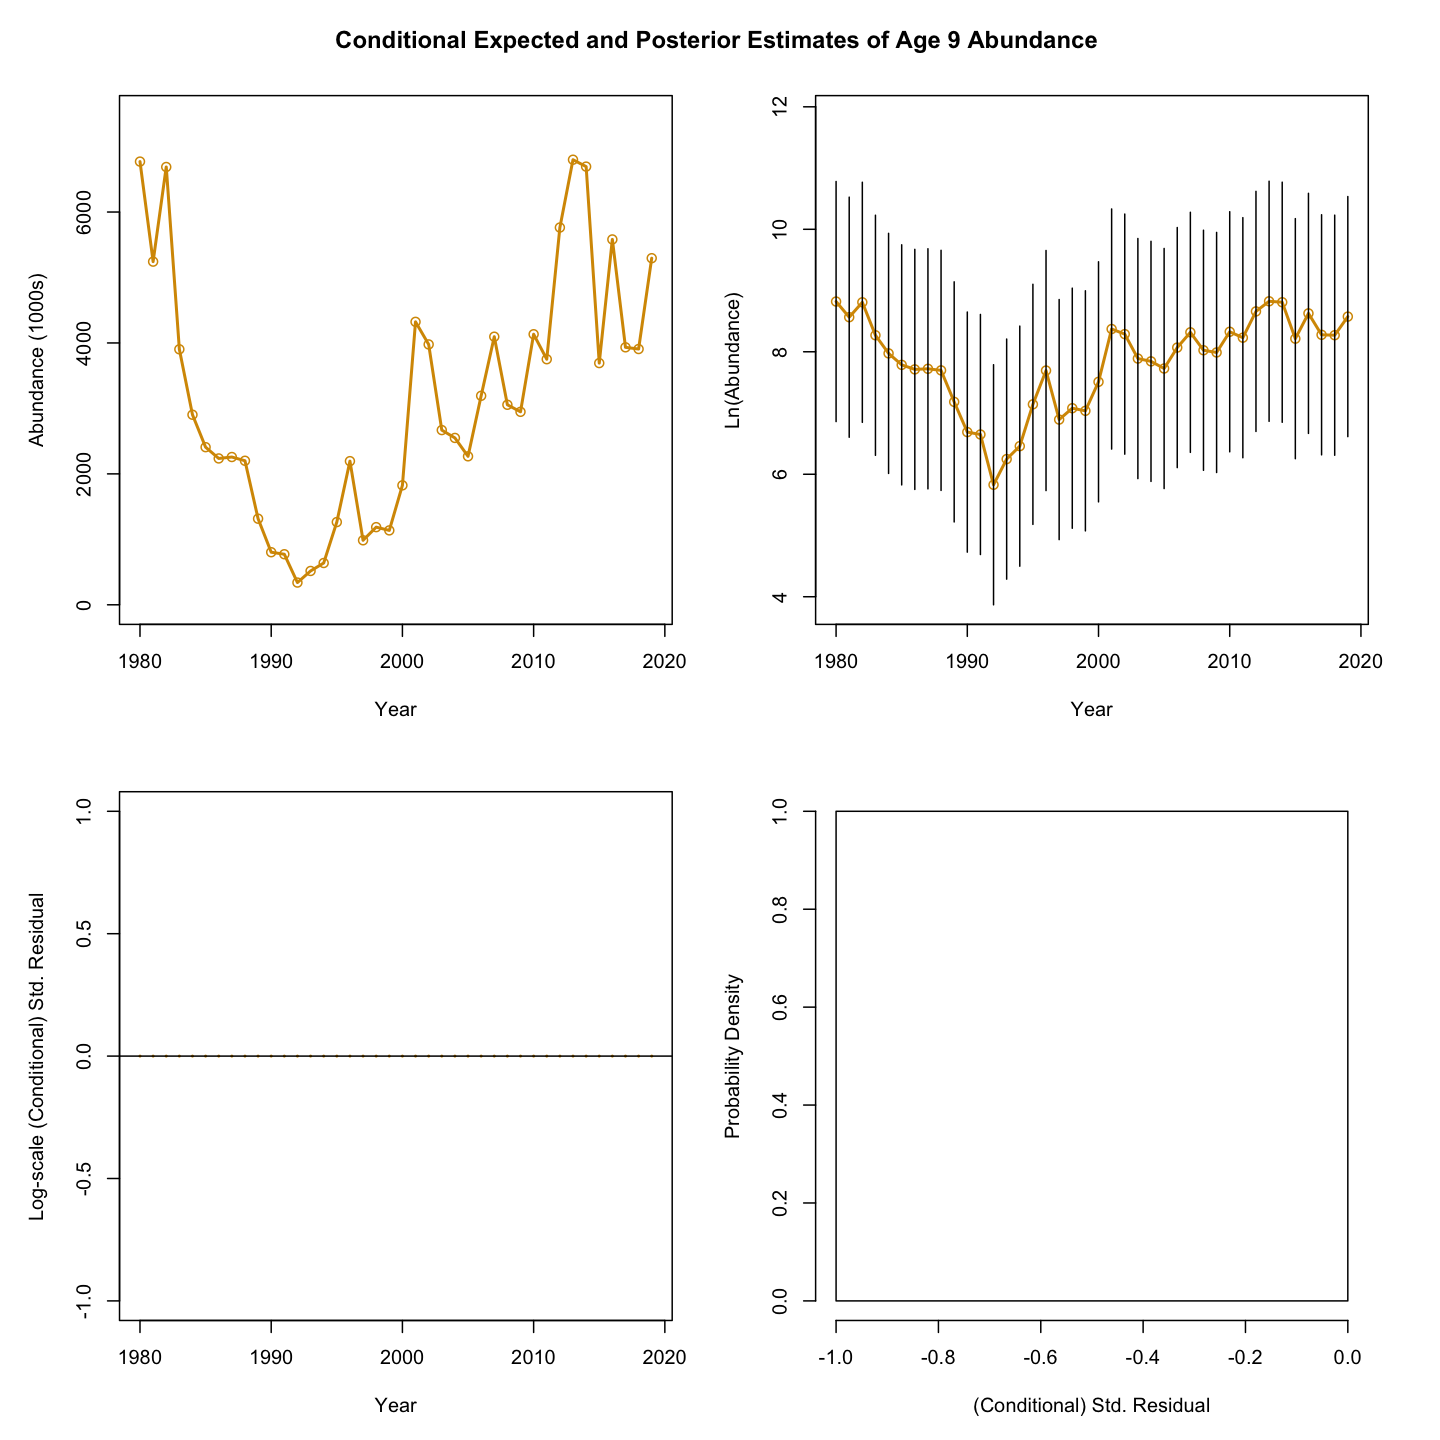 Conditional Expected and Posterior Estimates of Age 9 Abundance
Abundance (1000s)
6000
4000
2000
0
1980 1990 2000 2010 2020
Year
Ln(Abundance)
12
10
8
6
4
1980 1990 2000 2010 2020
Year
Log-scale (Conditional) Std. Residual
1.0
0.5
0.0
-0.5
-1.0
1980 1990 2000 2010 2020
Year
Probability Density
1.0
0.8
0.6
0.4
0.2
0.0
-1.0 -0.8 -0.6 -0.4 -0.2 0.0
(Conditional) Std. Residual